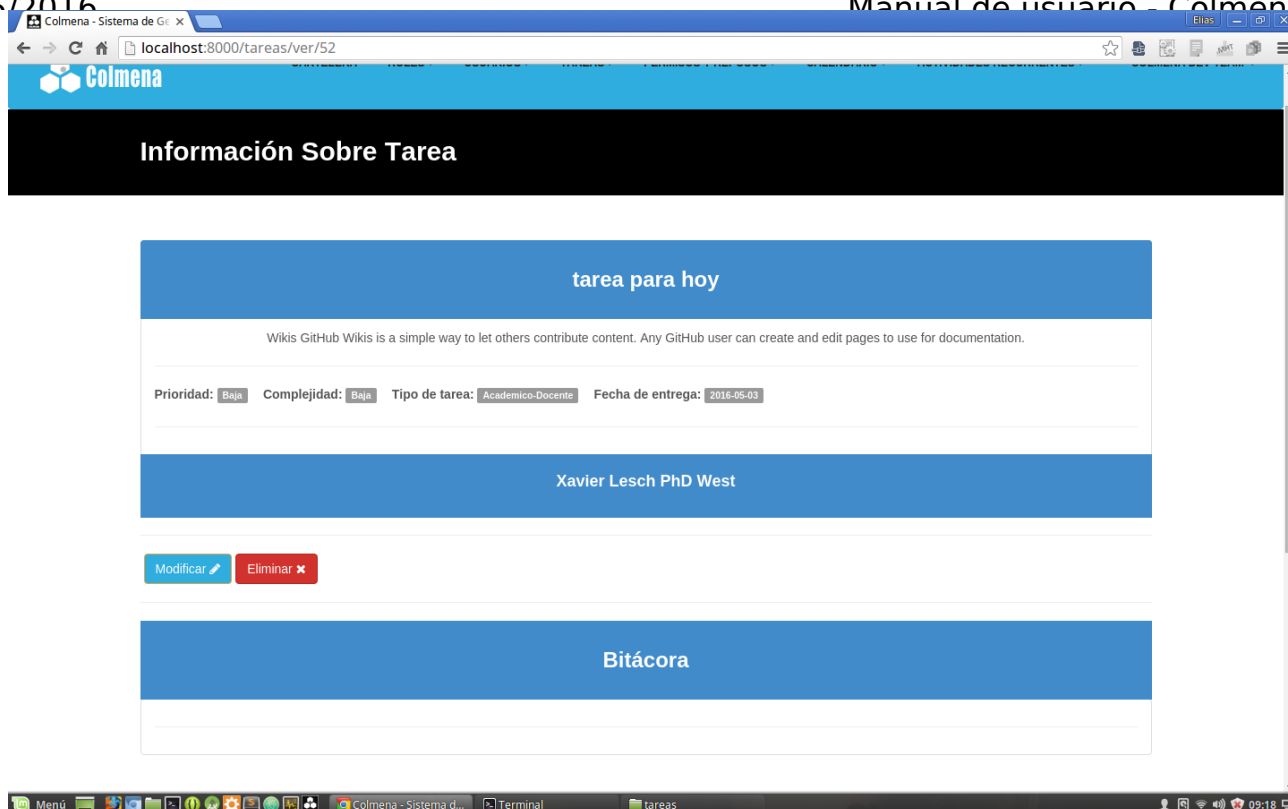 Manual de usuario - Colmen
Colmena - Sistema de Ge
Elias
localhost:8000/tareas/ver/52
Colmena
Información Sobre Tarea
tarea para hoy
Wikis GitHub Wikis is a simple way to let others contribute content. Any GitHub user can create and edit pages to use for documentation.
Prioridad: Baja Complejidad: Baja Tipo de tarea: Academico-Docente Fecha de entrega: 2016-05-03
Xavier Lesch PhD West
Modificar Eliminar
Bitácora
Menú Colmena - Sistema d... Terminal tareas 09:18